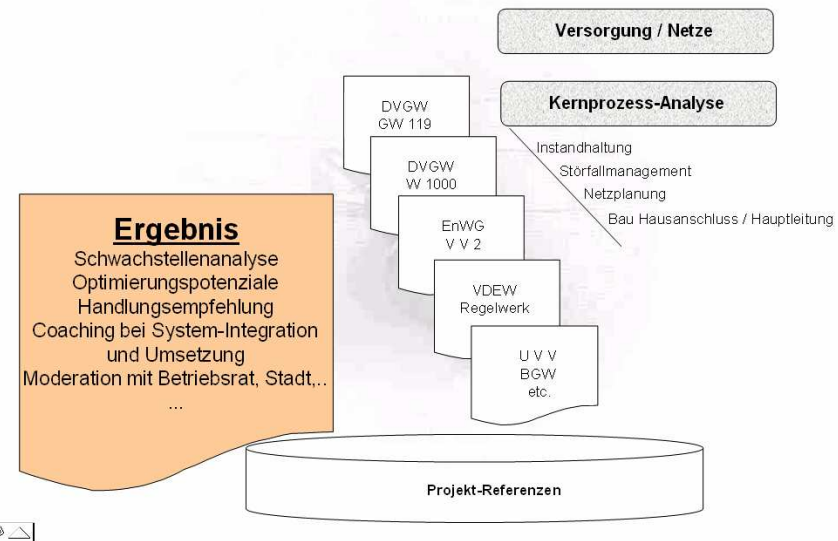 Versorgung / Netze
Kernprozess-Analyse
Instandhaltung
Störfallmanagement
Netzplanung
Bau Hausanschluss / Hauptleitung
DVGW
GW 119
DVGW
W 1000
EnWG
V V 2
VDEW
Regelwerk
U V V
BGW
etc.
Ergebnis
Schwachstellenanalyse
Optimierungspotenziale
Handlungsempfehlung
Coaching bei System-Integration
und Umsetzung
Moderation mit Betriebsrat, Stadt,..
...
Projekt-Referenzen